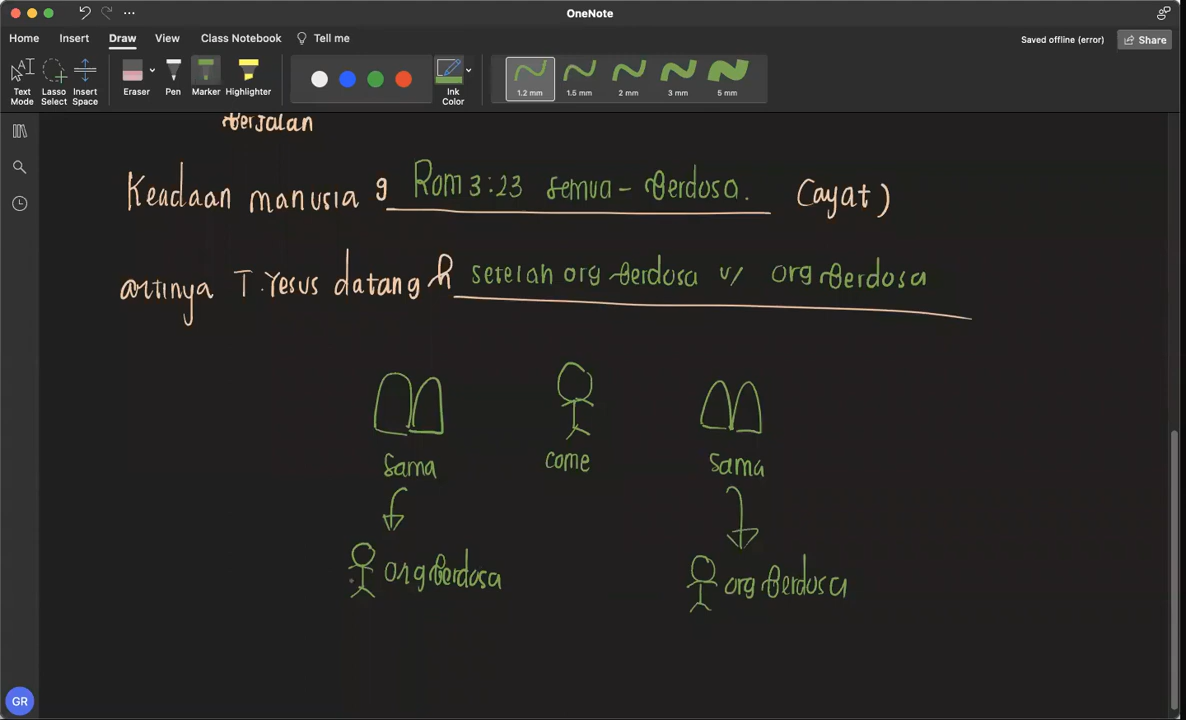 OneNote
Home Insert Draw View Class Notebook Tell me
Saved offline (error) Share
Text Mode Lasso Select Insert Space Eraser Pen Marker Highlighter Ink Color 1.2 mm 1.5 mm 2 mm 3 mm 5 mm
berjalan
Keadaan manusia g Rom 3:23 semua - berdosa. (ayat)
artinya T. Yesus datang h setelah org berdosa u/ org berdosa
sama come sama
org berdosa org berdosa
GR